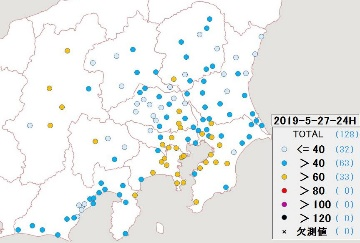 2019-5-27-24H
TOTAL (128)
<= 40 (32)
> 40 (63)
> 60 (33)
> 80 (0)
> 100 (0)
> 120 (0)
× 欠測値 (0)